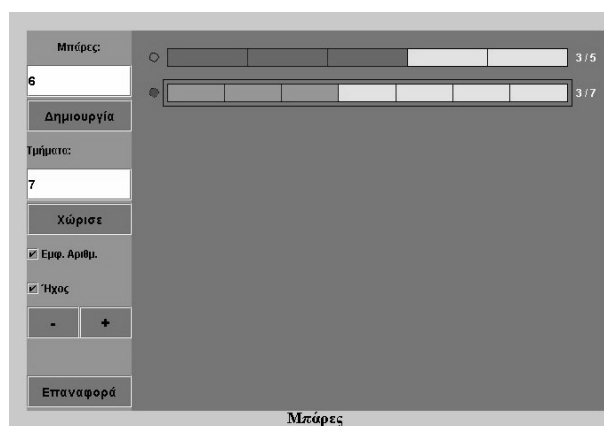 Μπάρες:
6
Δημιουργία
Τμήματα:
7
Χώρισε
Εμφ. Αριθμ.
Ήχος
- +
Επαναφορά
3/5
3/7
Μπάρες